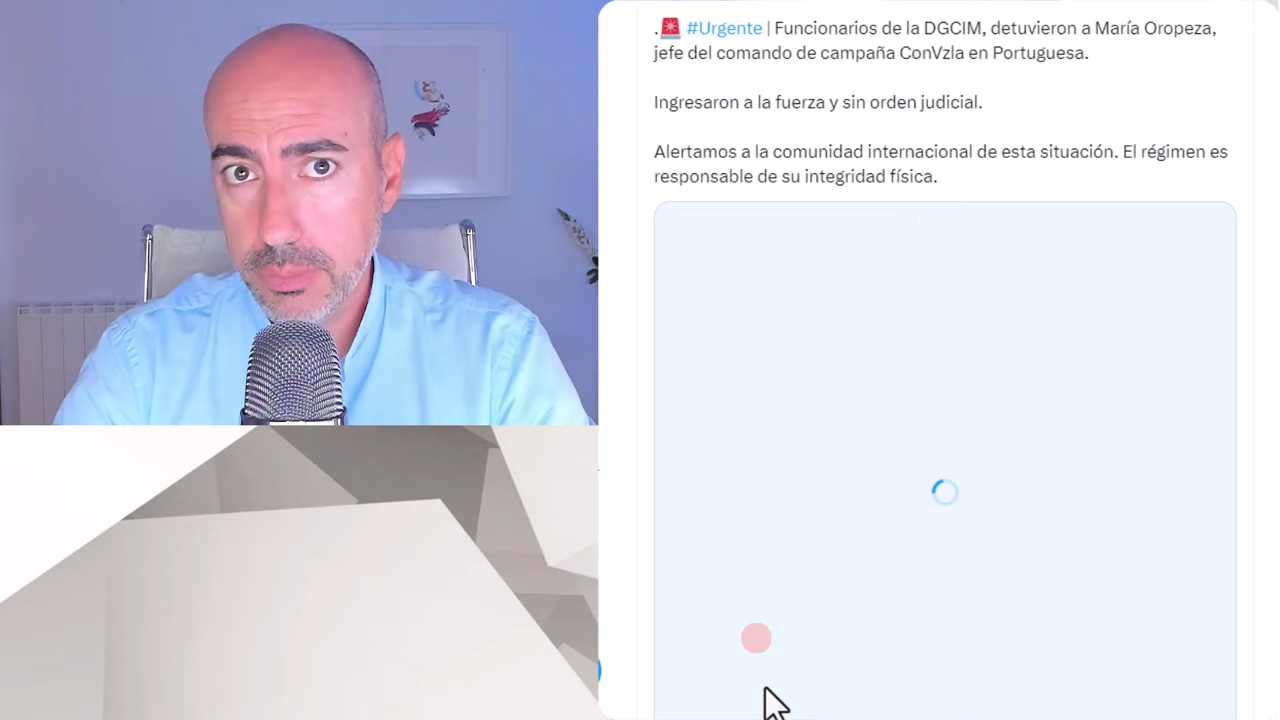 .🚨 #Urgente | Funcionarios de la DGCIM, detuvieron a María Oropeza,
jefe del comando de campaña ConVzla en Portuguesa.
Ingresaron a la fuerza y sin orden judicial.
Alertamos a la comunidad internacional de esta situación. El régimen es
responsable de su integridad física.